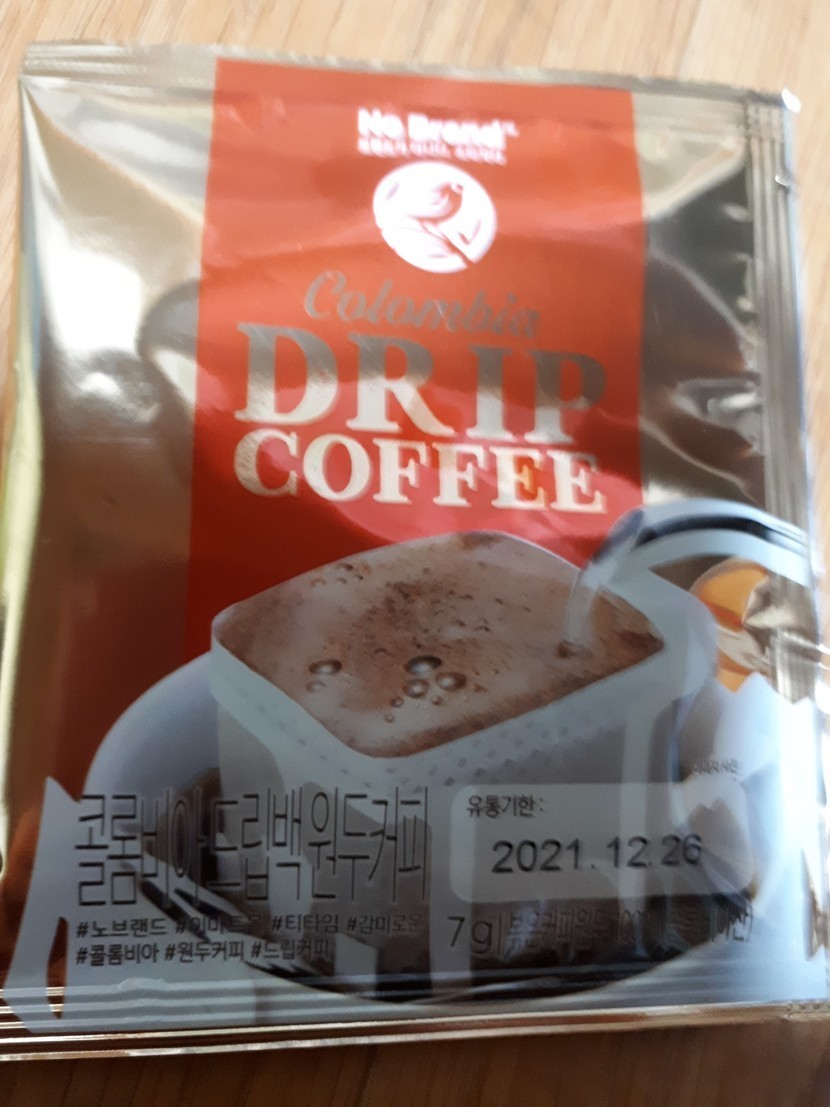 No Brand
Colombia
DRIP
COFFEE
콜롬비아 드립백 원두커피
유통기한:
2021.12.26
#노브랜드 #이마트몰 #티타임 #감미로운
#콜롬비아 #원두커피 #드립커피
7g